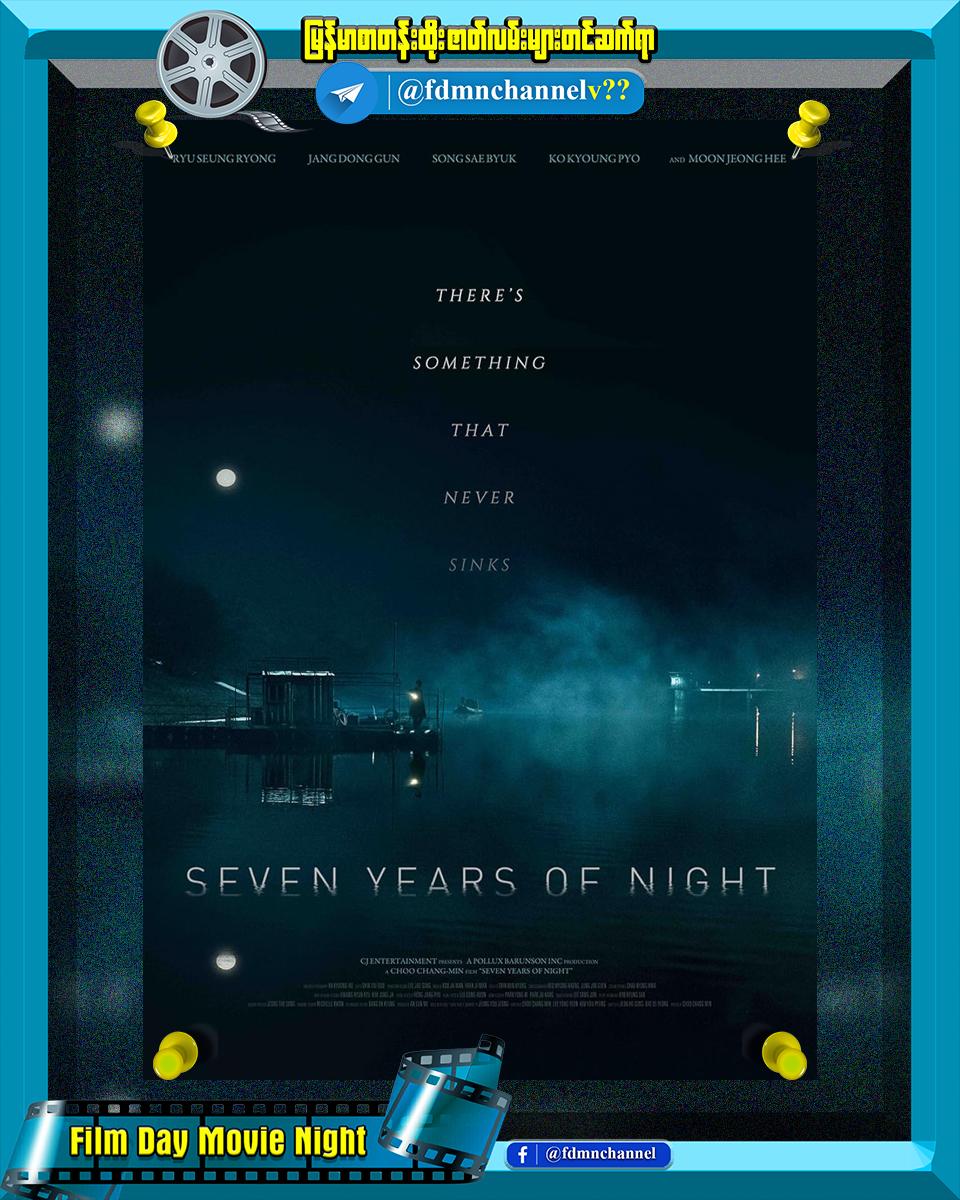 မြန်မာစာတန်းထိုးဇာတ်လမ်းများတင်ဆက်ရာ
@fdmnchannelv??
RYU SEUNG RYONG JANG DONG GUN SONG SAE BYUK KO KYOUNG PYO AND MOON JEONG HEE
THERE'S
SOMETHING
THAT
NEVER
SINKS
SEVEN YEARS OF NIGHT
CJ ENTERTAINMENT PRESENTS A POLLUX BARUNSON INC PRODUCTION
A CHOO CHANG-MIN FILM "SEVEN YEARS OF NIGHT"
Film Day Movie Night
f @fdmnchannel